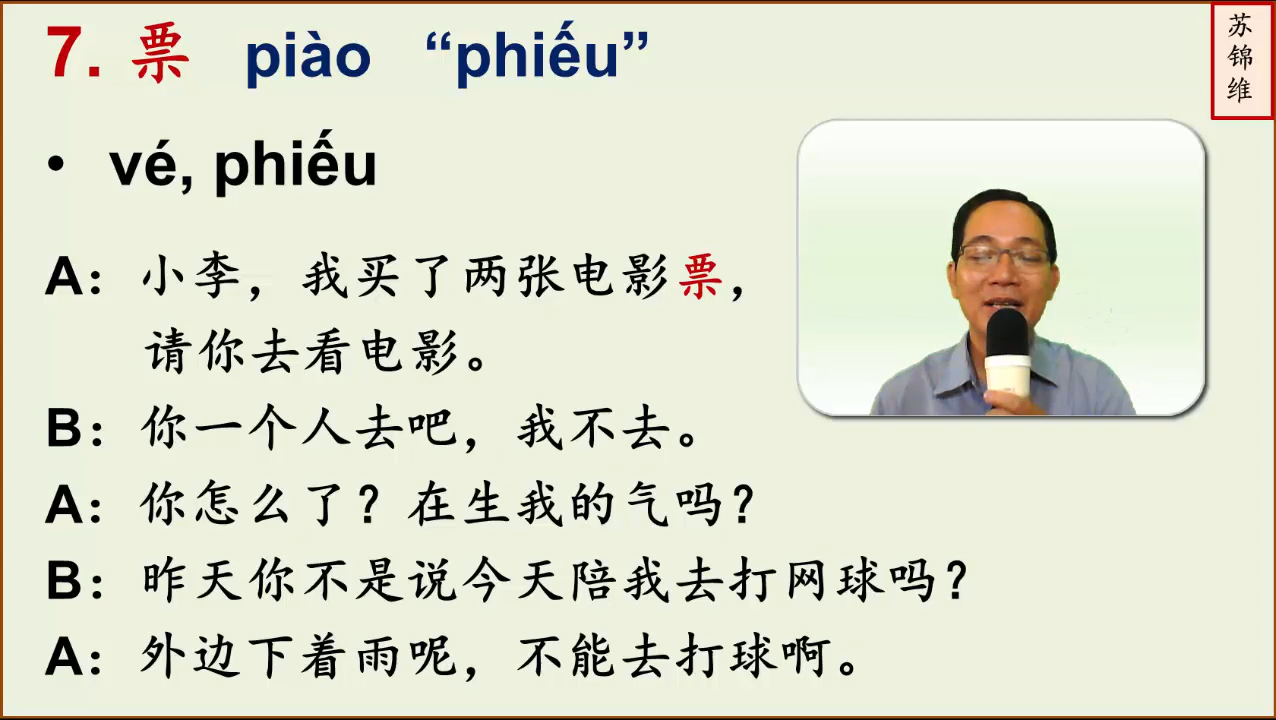 7. 票 piào “phiếu”
苏锦维
• vé, phiếu
A：小李，我买了两张电影票，
请你去看电影。
B：你一个人去吧，我不去。
A：你怎么了？在生我的气吗？
B：昨天你不是说今天陪我去打网球吗？
A：外边下着雨呢，不能去打球啊。